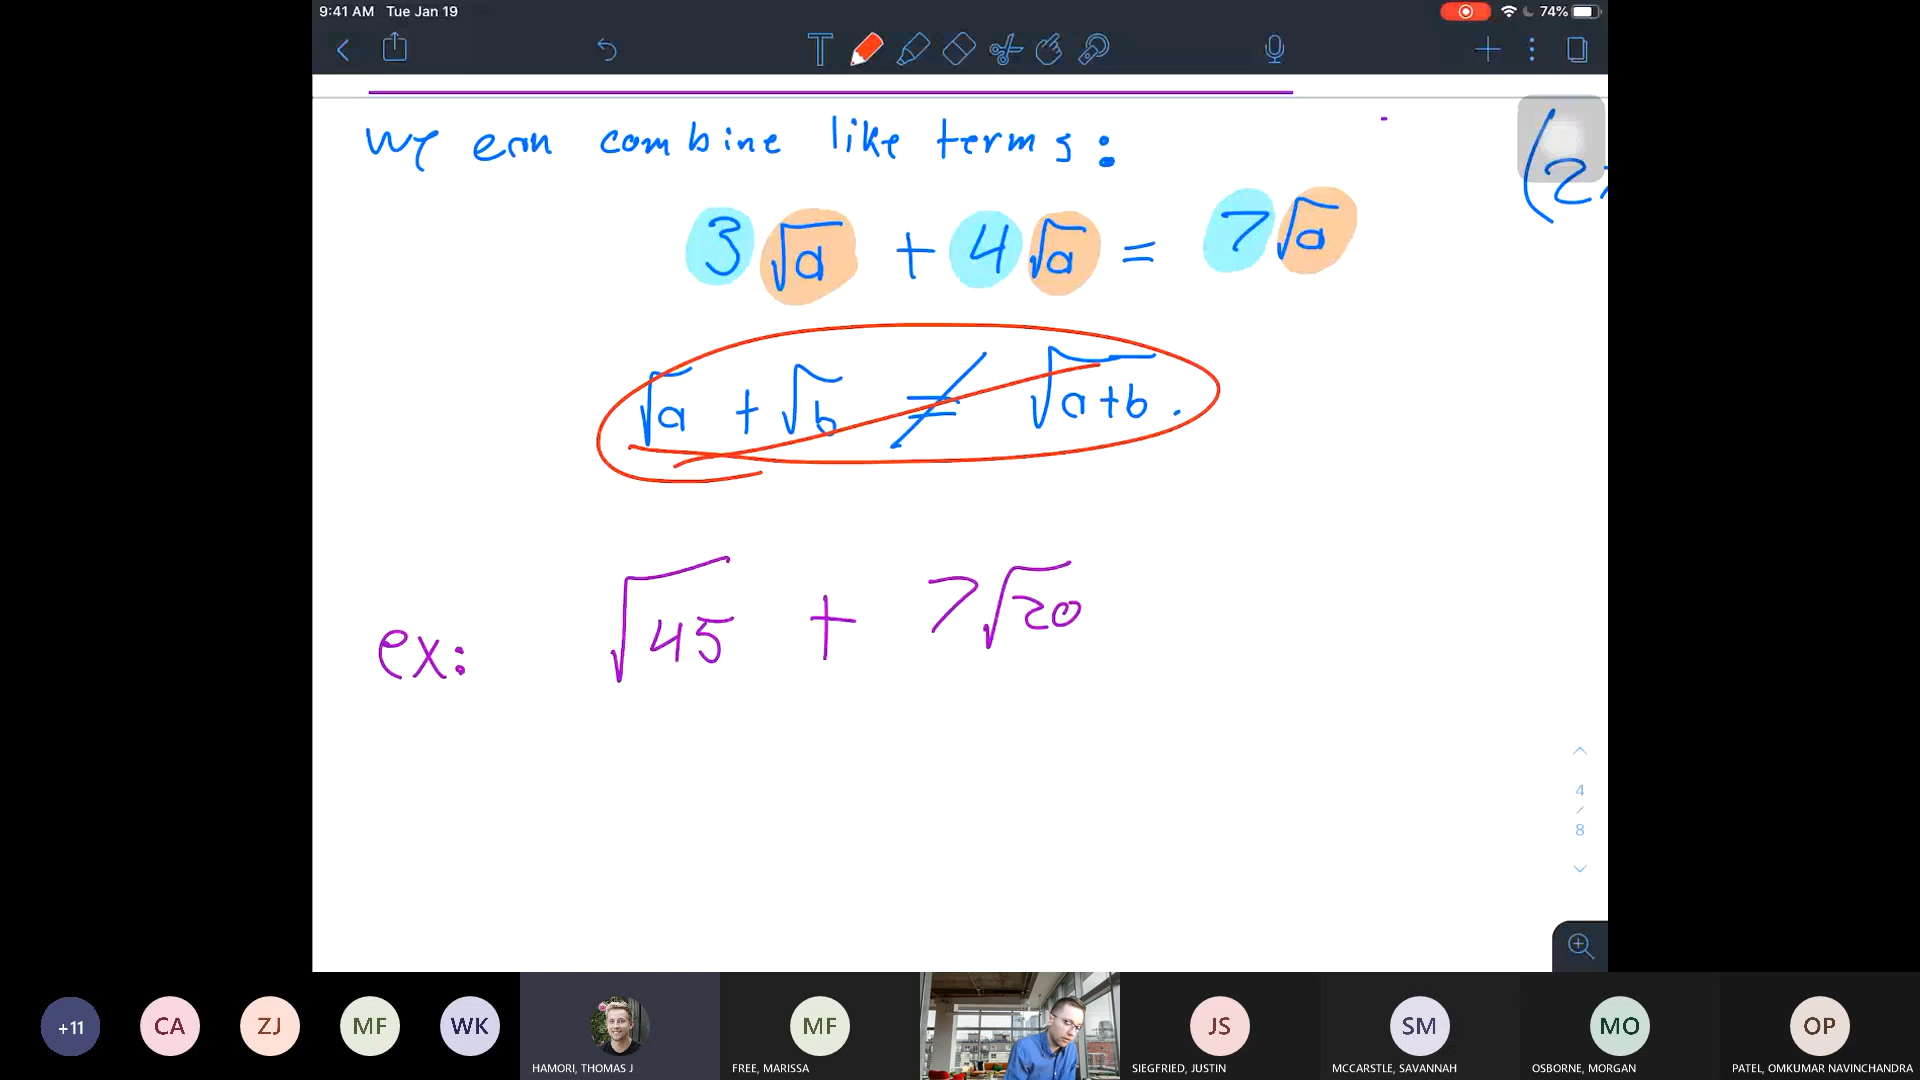 9:41 AM Tue Jan 19
74%
We can combine like terms:
3√a + 4√a = 7√a
(2
√a + √b ≠ √a+b.
ex: √45 + 7√20
4
/
8
+11
CA
ZJ
MF
WK
HAMORI, THOMAS J
MF
FREE, MARISSA
JS
SIEGFRIED, JUSTIN
SM
MCCARSTLE, SAVANNAH
MO
OSBORNE, MORGAN
OP
PATEL, OMKUMAR NAVINCHANDRA